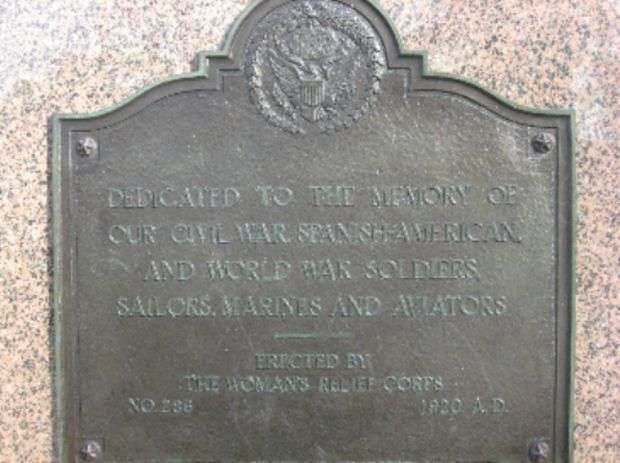 DEDICATED TO THE MEMORY OF
OUR CIVIL WAR, SPANISH-AMERICAN,
AND WORLD WAR SOLDIERS,
SAILORS, MARINES AND AVIATORS
ERECTED BY
THE WOMAN'S RELIEF CORPS
NO. 286 1920 A.D.